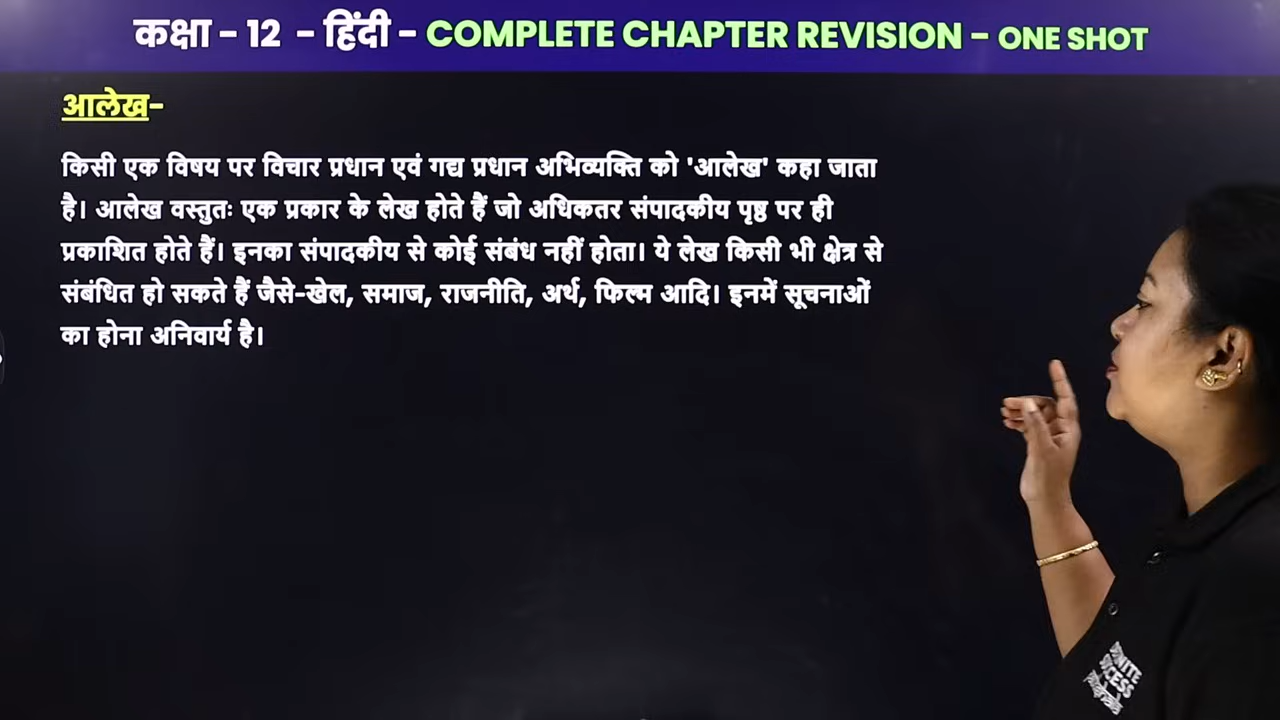 कक्षा - 12 - हिंदी - COMPLETE CHAPTER REVISION - ONE SHOT
आलेख-
किसी एक विषय पर विचार प्रधान एवं गद्य प्रधान अभिव्यक्ति को 'आलेख' कहा जाता
है। आलेख वस्तुतः एक प्रकार के लेख होते हैं जो अधिकतर संपादकीय पृष्ठ पर ही
प्रकाशित होते हैं। इनका संपादकीय से कोई संबंध नहीं होता। ये लेख किसी भी क्षेत्र से
संबंधित हो सकते हैं जैसे-खेल, समाज, राजनीति, अर्थ, फिल्म आदि। इनमें सूचनाओं
का होना अनिवार्य है।